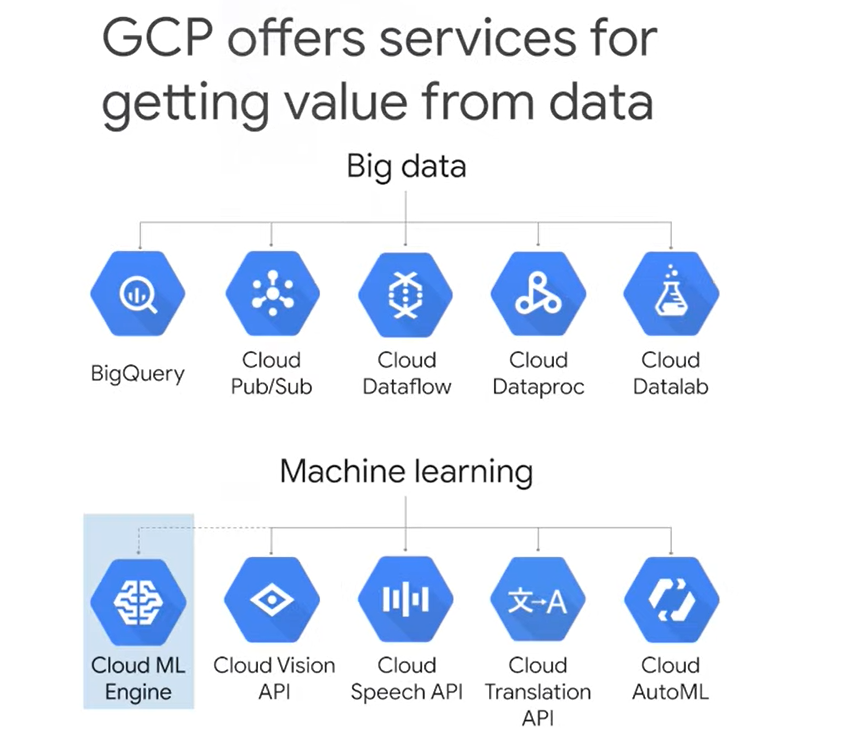 GCP offers services for
getting value from data
Big data
BigQuery
Cloud
Pub/Sub
Cloud
Dataflow
Cloud
Dataproc
Cloud
Datalab
Machine learning
文→A
Cloud ML
Engine
Cloud Vision
API
Cloud
Speech API
Cloud
Translation
API
Cloud
AutoML